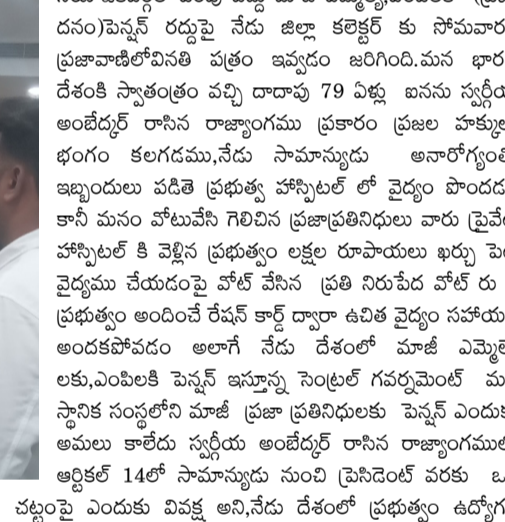 దనం)పెన్షన్ రద్దుపై నేడు జిల్లా కలెక్టర్ కు సోమవార
ప్రజావాణిలోవినతి పత్రం ఇవ్వడం జరిగింది.మన భార
దేశంకి స్వాతంత్రం వచ్చి దాదాపు 79 ఏళ్లు ఐనను స్వర్గీయ
అంబేద్కర్ రాసిన రాజ్యాంగము ప్రకారం ప్రజల హక్కుల
భంగం కలగడము,నేడు సామాన్యుడు అనారోగ్యంత
ఇబ్బందులు పడితె ప్రభుత్వ హాస్పిటల్ లో వైద్యం పొందడ
కానీ మనం వోటువేసి గెలిచిన ప్రజాప్రతినిధులు వారు ప్రైవే
హాస్పిటల్ కి వెళ్లిన ప్రభుత్వం లక్షల రూపాయలు ఖర్చు పె
వైద్యము చేయడంపై వోట్ వేసిన ప్రతి నిరుపేద వోట్ రు
ప్రభుత్వం అందించే రేషన్ కార్డ్ ద్వారా ఉచిత వైద్యం సహాయ
అందకపోవడం అలాగే నేడు దేశంలో మాజీ ఎమ్మెల్
లకు,ఎంపిలకి పెన్షన్ ఇస్తూన్న సెంట్రల్ గవర్నమెంట్ మ
స్థానిక సంస్థలోని మాజీ ప్రజా ప్రతినిధులకు పెన్షన్ ఎందుక
అమలు కాలేదు స్వర్గీయ అంబేద్కర్ రాసిన రాజ్యాంగముల
ఆర్టికల్ 14లో సామాన్యుడు నుంచి ప్రెసిడెంట్ వరకు ఒ
చట్టంపై ఎందుకు వివక్ష అని,నేడు దేశంలో ప్రభుత్వం ఉద్యోగ